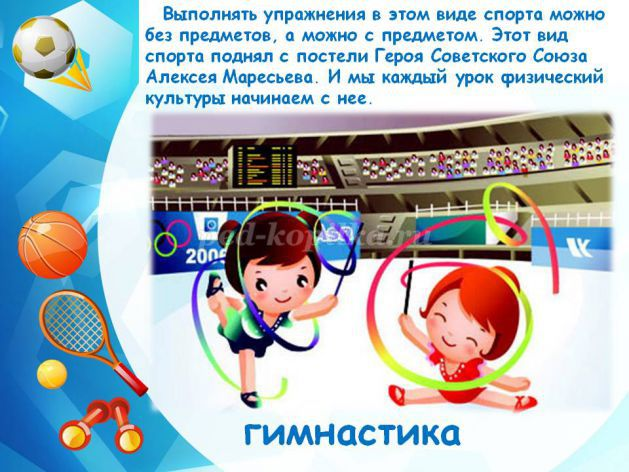 Выполнять упражнения в этом виде спорта можно
без предметов, а можно с предметом. Этот вид
спорта поднял с постели Героя Советского Союза
Алексея Маресьева. И мы каждый урок физический
культуры начинаем с нее.
ped-kopilka.ru
2006
гимнастика